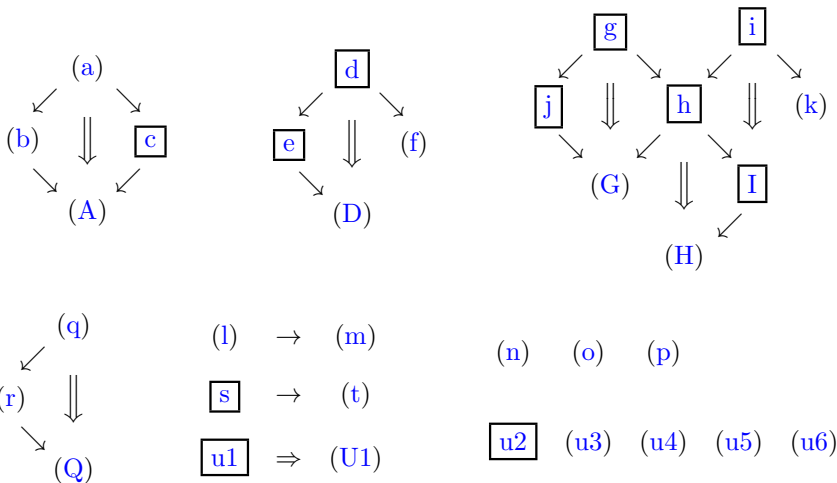 g i
(a) d
j h (k)
(b) c e (f)
(G) I
(A) (D)
(H)
(q)
(l) → (m)
(n) (o) (p)
s → (t)
(r)
u2 (u3) (u4) (u5) (u6)
u1 ⇒ (U1)
(Q)